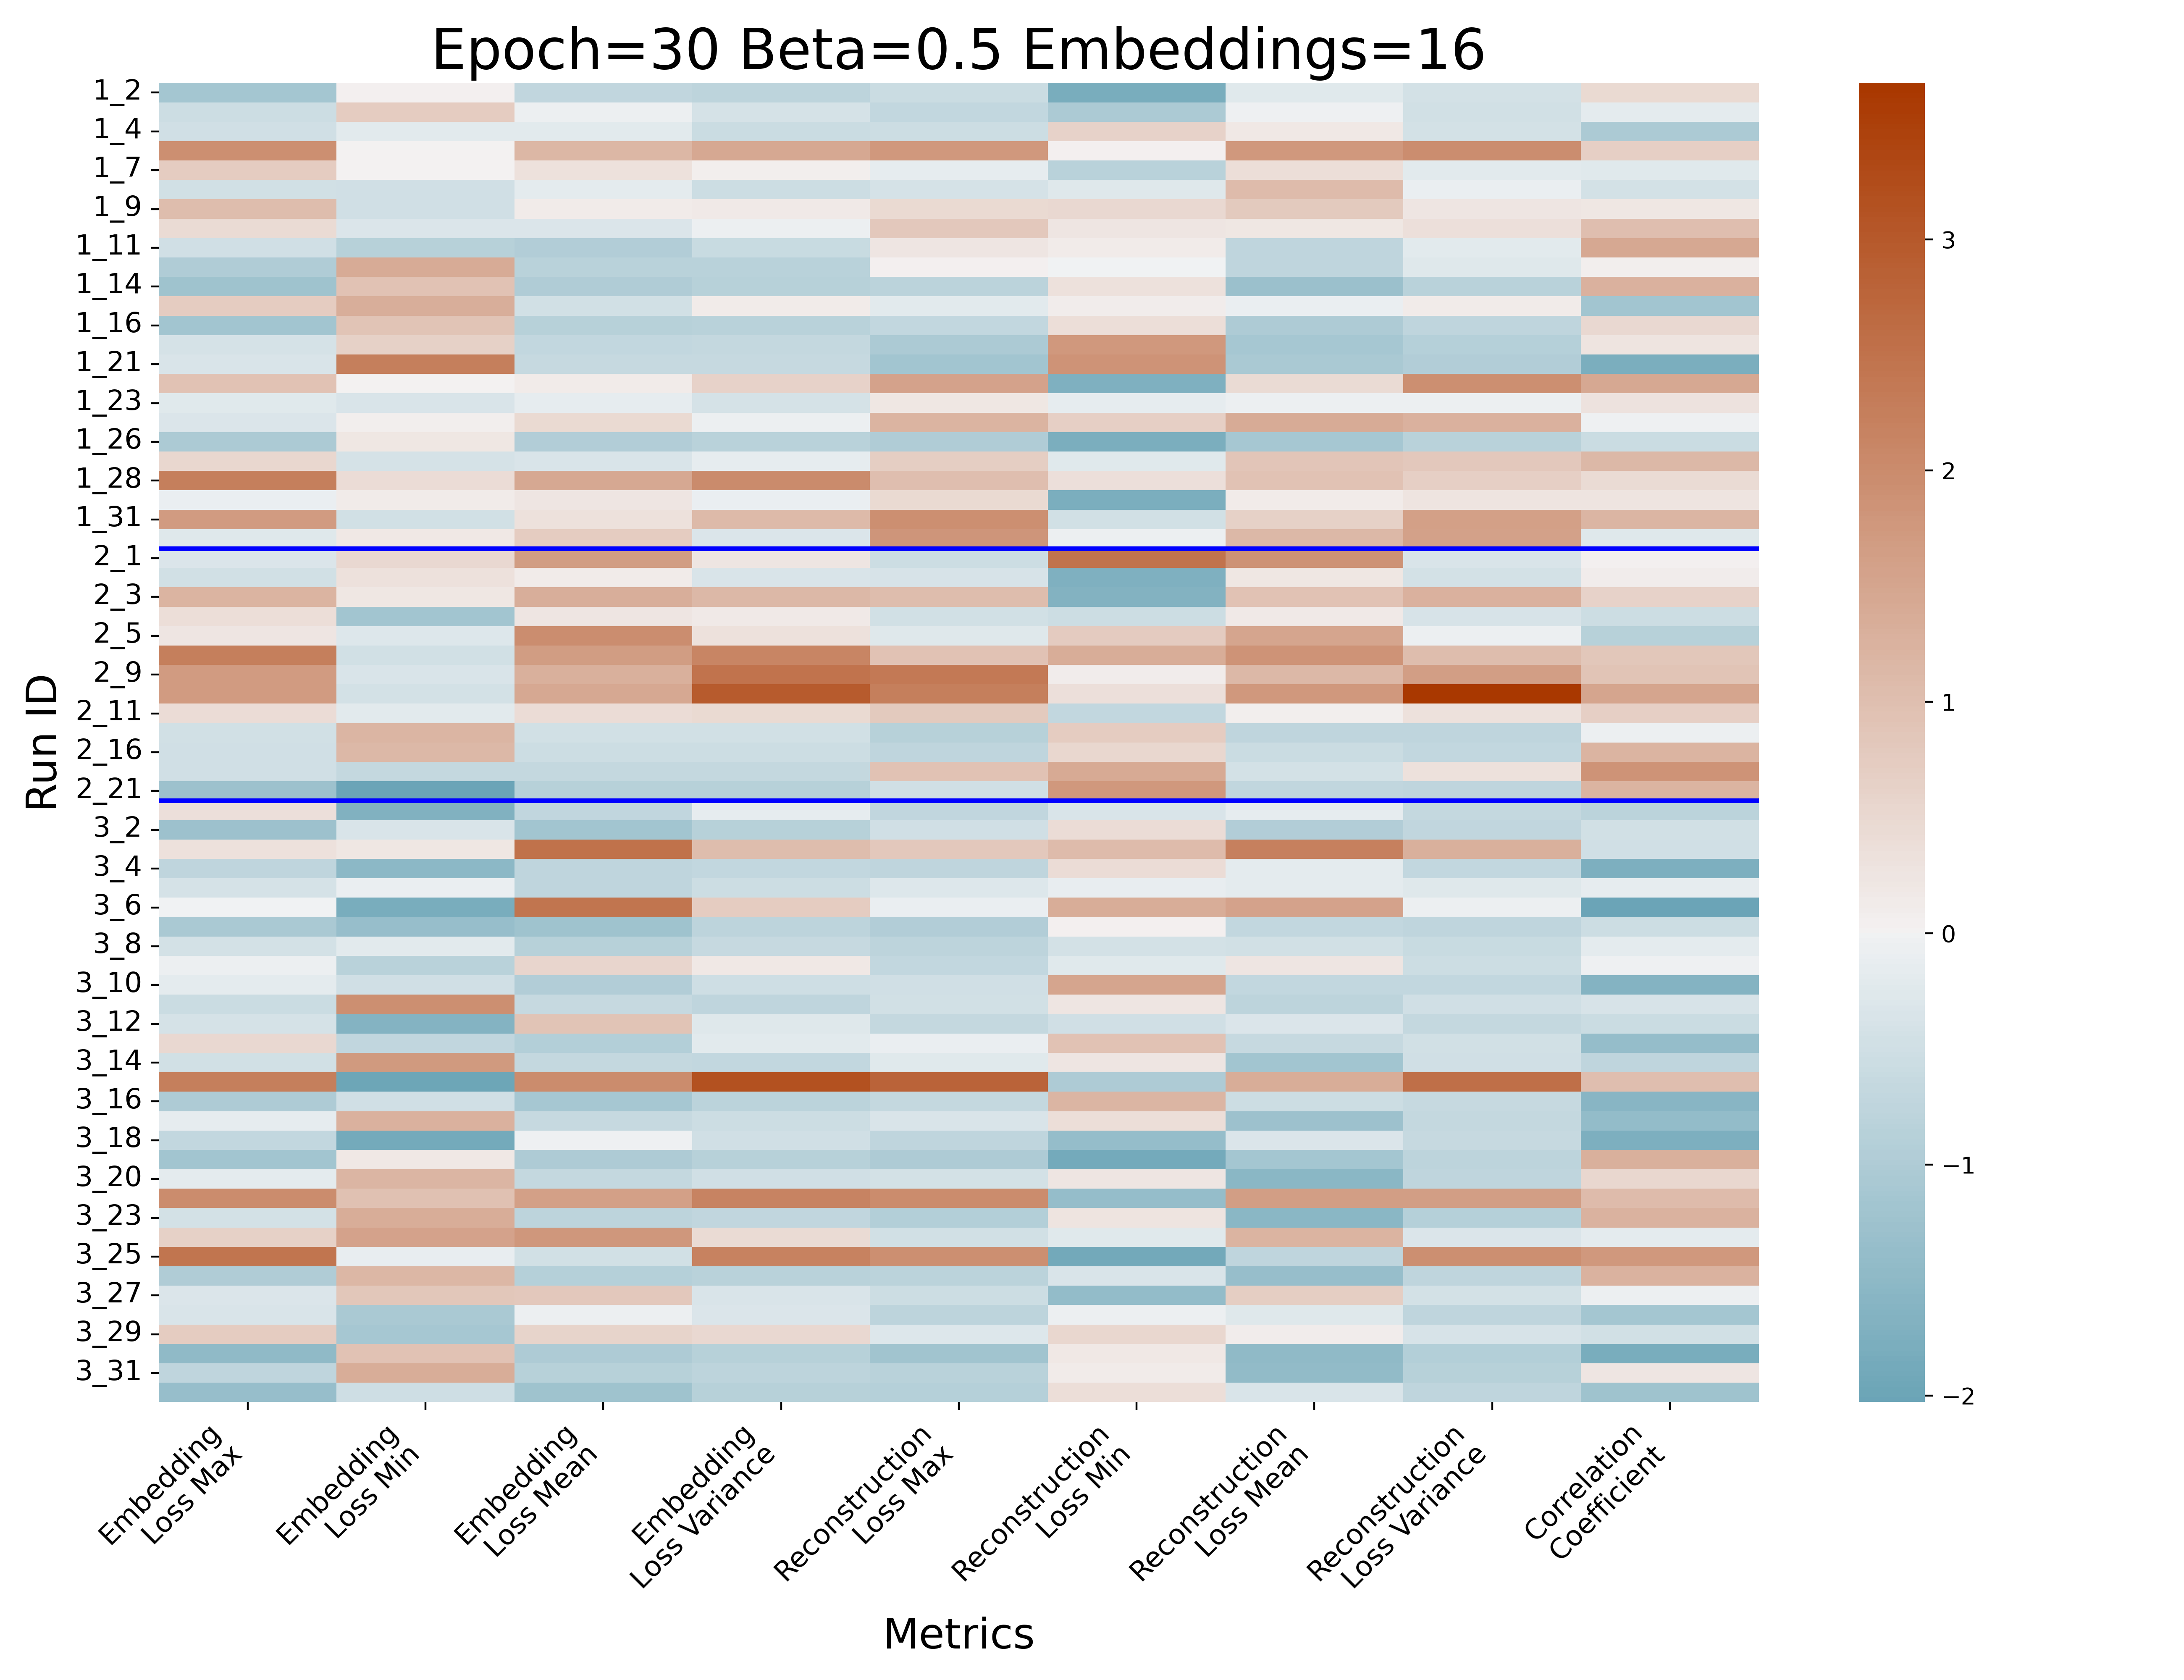 Epoch=30 Beta=0.5 Embeddings=16
Run ID
1_2
1_4
1_7
1_9
1_11
1_14
1_16
1_21
1_23
1_26
1_28
1_31
2_1
2_3
2_5
2_9
2_11
2_16
2_21
3_2
3_4
3_6
3_8
3_10
3_12
3_14
3_16
3_18
3_20
3_23
3_25
3_27
3_29
3_31
3
2
1
0
−1
−2
Embedding
Loss Max
Embedding
Loss Min
Embedding
Loss Mean
Embedding
Loss Variance
Reconstruction
Loss Max
Reconstruction
Loss Min
Reconstruction
Loss Mean
Reconstruction
Loss Variance
Correlation
Coefficient
Metrics